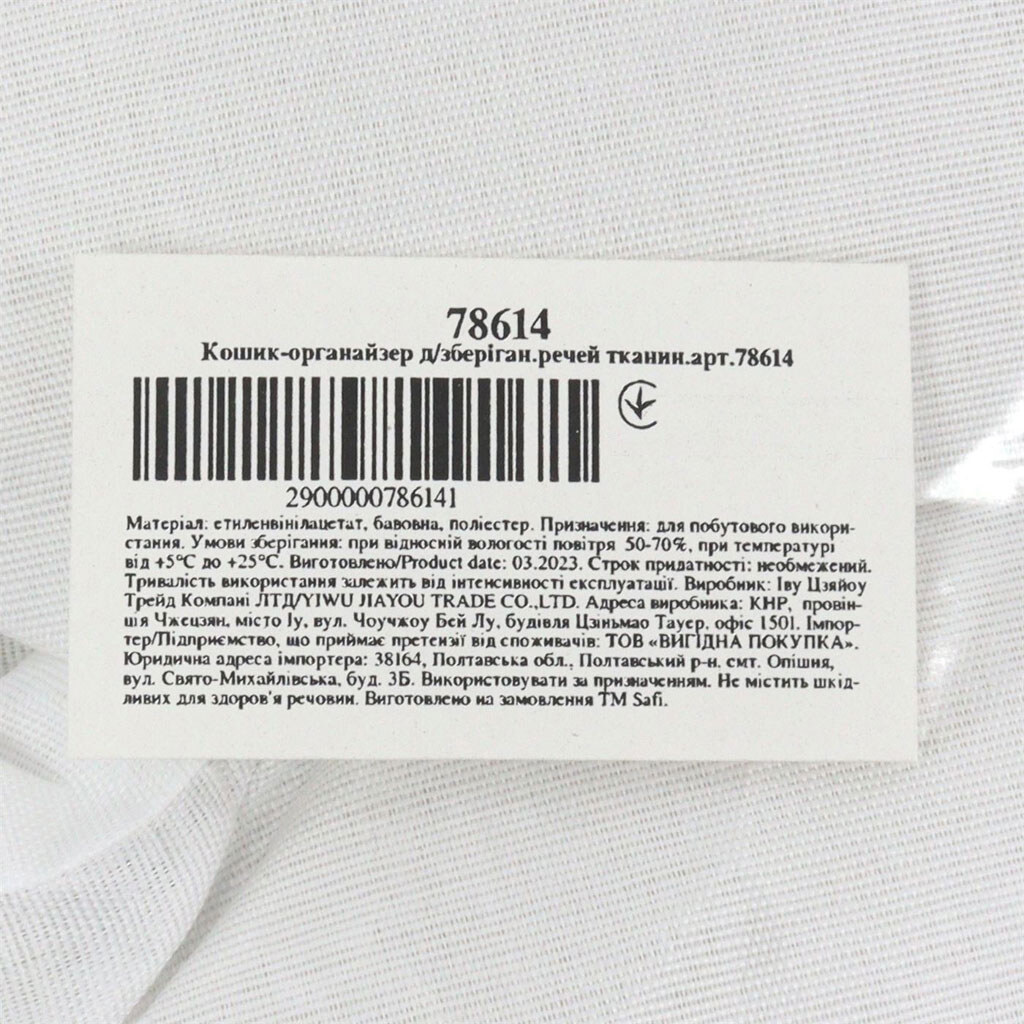 78614
Кошик-органайзер д/зберіган.речей тканин.арт.78614
2900000786141
Матеріал: етиленвінілацетат, бавовна, поліестер. Призначення: для побутового викори-
стання. Умови зберігання: при відносній вологості повітря 50-70%, при температурі
від +5°С до +25°С. Виготовлено/Product date: 03.2023. Строк придатності: необмежений.
Тривалість використання залежить від інтенсивності експлуатації. Виробник: Іву Цзяйоу
Трейд Компані ЛТД/YIWU JIAYOU TRADE CO.,LTD. Адреса виробника: КНР, провін-
ція Чжецзян, місто Іу, вул. Чоучжоу Бей Лу, будівля Цзіньмао Тауер, офіс 1501. Імпор-
тер/Підприємство, що приймає претензії від споживачів: ТОВ «ВИГІДНА ПОКУПКА».
Юридична адреса імпортера: 38164, Полтавська обл., Полтавський р-н, смт. Опішня,
вул. Свято-Михайлівська, буд. 3Б. Використовувати за призначенням. Не містить шкід-
ливих для здоров'я речовин. Виготовлено на замовлення ТМ Safi.